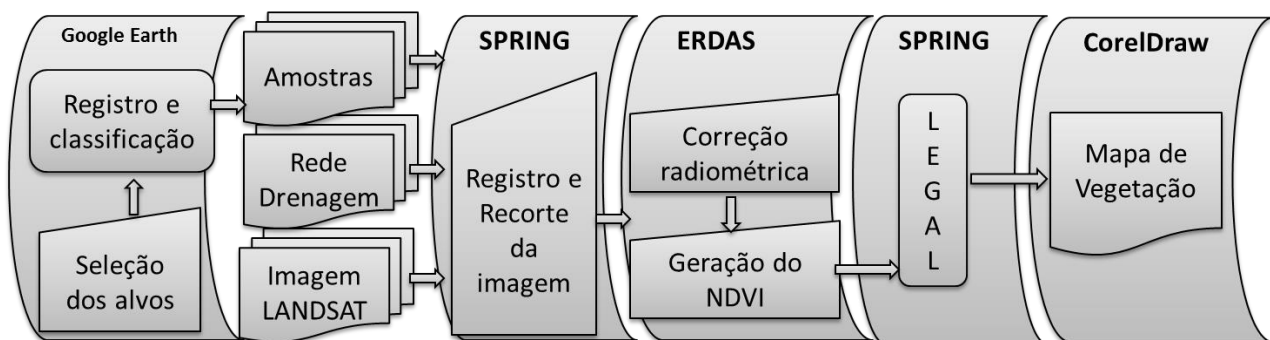 Google Earth
Registro e
classificação
Seleção
dos alvos
Amostras
Rede
Drenagem
Imagem
LANDSAT
SPRING
Registro e
Recorte
da
imagem
ERDAS
Correção
radiométrica
Geração do
NDVI
SPRING
L
E
G
A
L
CorelDraw
Mapa de
Vegetação